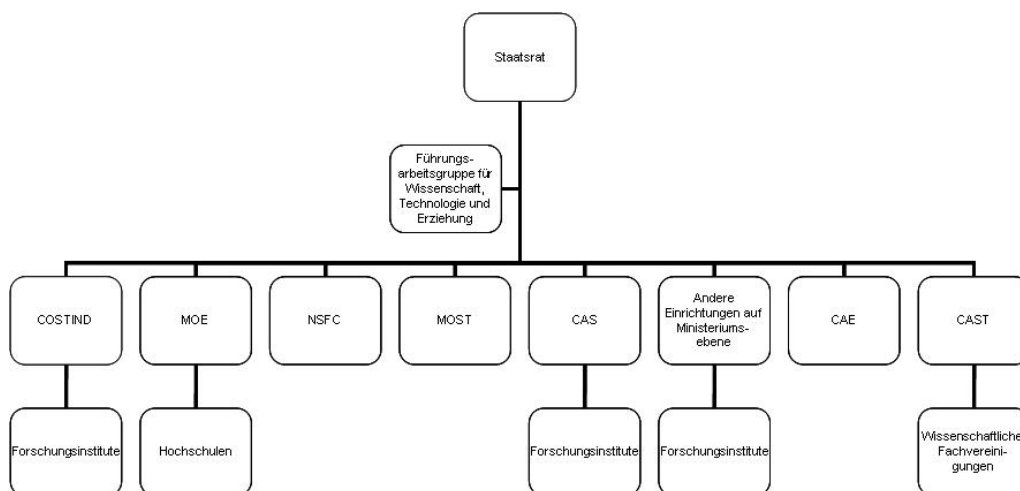 Staatsrat
Führungs-
arbeitsgruppe für
Wissenschaft,
Technologie und
Erziehung
COSTIND
MOE
NSFC
MOST
CAS
Andere
Einrichtungen auf
Ministeriums-
ebene
CAE
CAST
Forschungsinstitute
Hochschulen
Forschungsinstitute
Forschungsinstitute
Wissenschaftliche
Fachvereini-
gungen